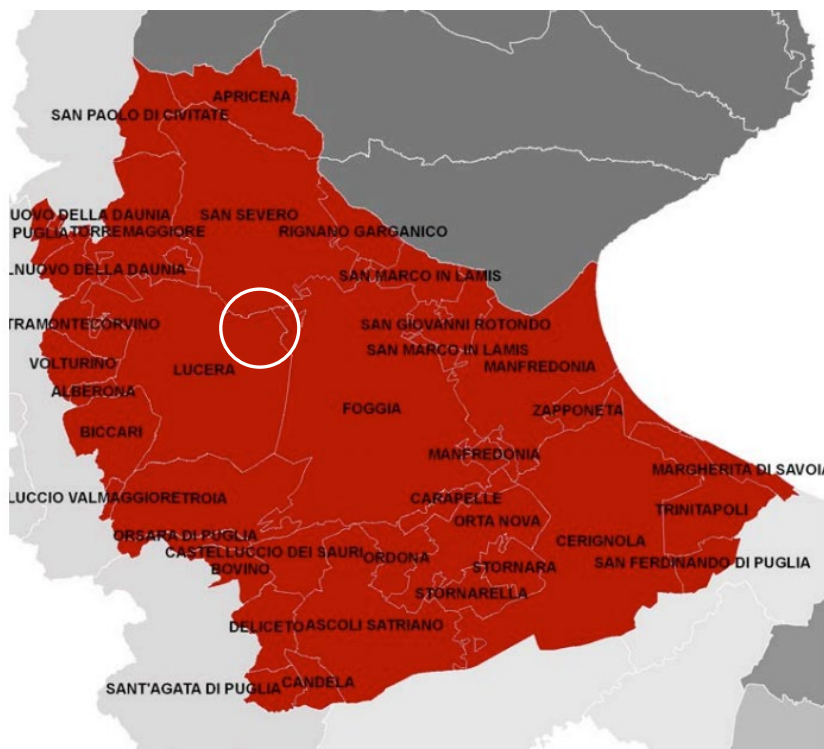 APRICENA
SAN PAOLO DI CIVITATE
UOVO DELLA DAUNIA
SAN SEVERO
PUGLIA
TORREMAGGIORE
RIGNANO GARGANICO
LNUOVO DELLA DAUNIA
SAN MARCO IN LAMIS
TRAMONTECORVINO
SAN GIOVANNI ROTONDO
SAN MARCO IN LAMIS
VOLTURINO
LUCERA
MANFREDONIA
ALBERONA
FOGGIA
ZAPPONETA
BICCARI
MANFREDONIA
MARGHERITA DI SAVOIA
LUCCIO VALMAGGIORE
TROIA
CARAPELLE
TRINITAPOLI
ORTA NOVA
ORSARA DI PUGLIA
CERIGNOLA
CASTELLUCCIO DEI SAURI
ORDONA
BOVINO
STORNARA
SAN FERDINANDO DI PUGLIA
STORNARELLA
DELICETO
ASCOLI SATRIANO
SANT'AGATA DI PUGLIA
CANDELA